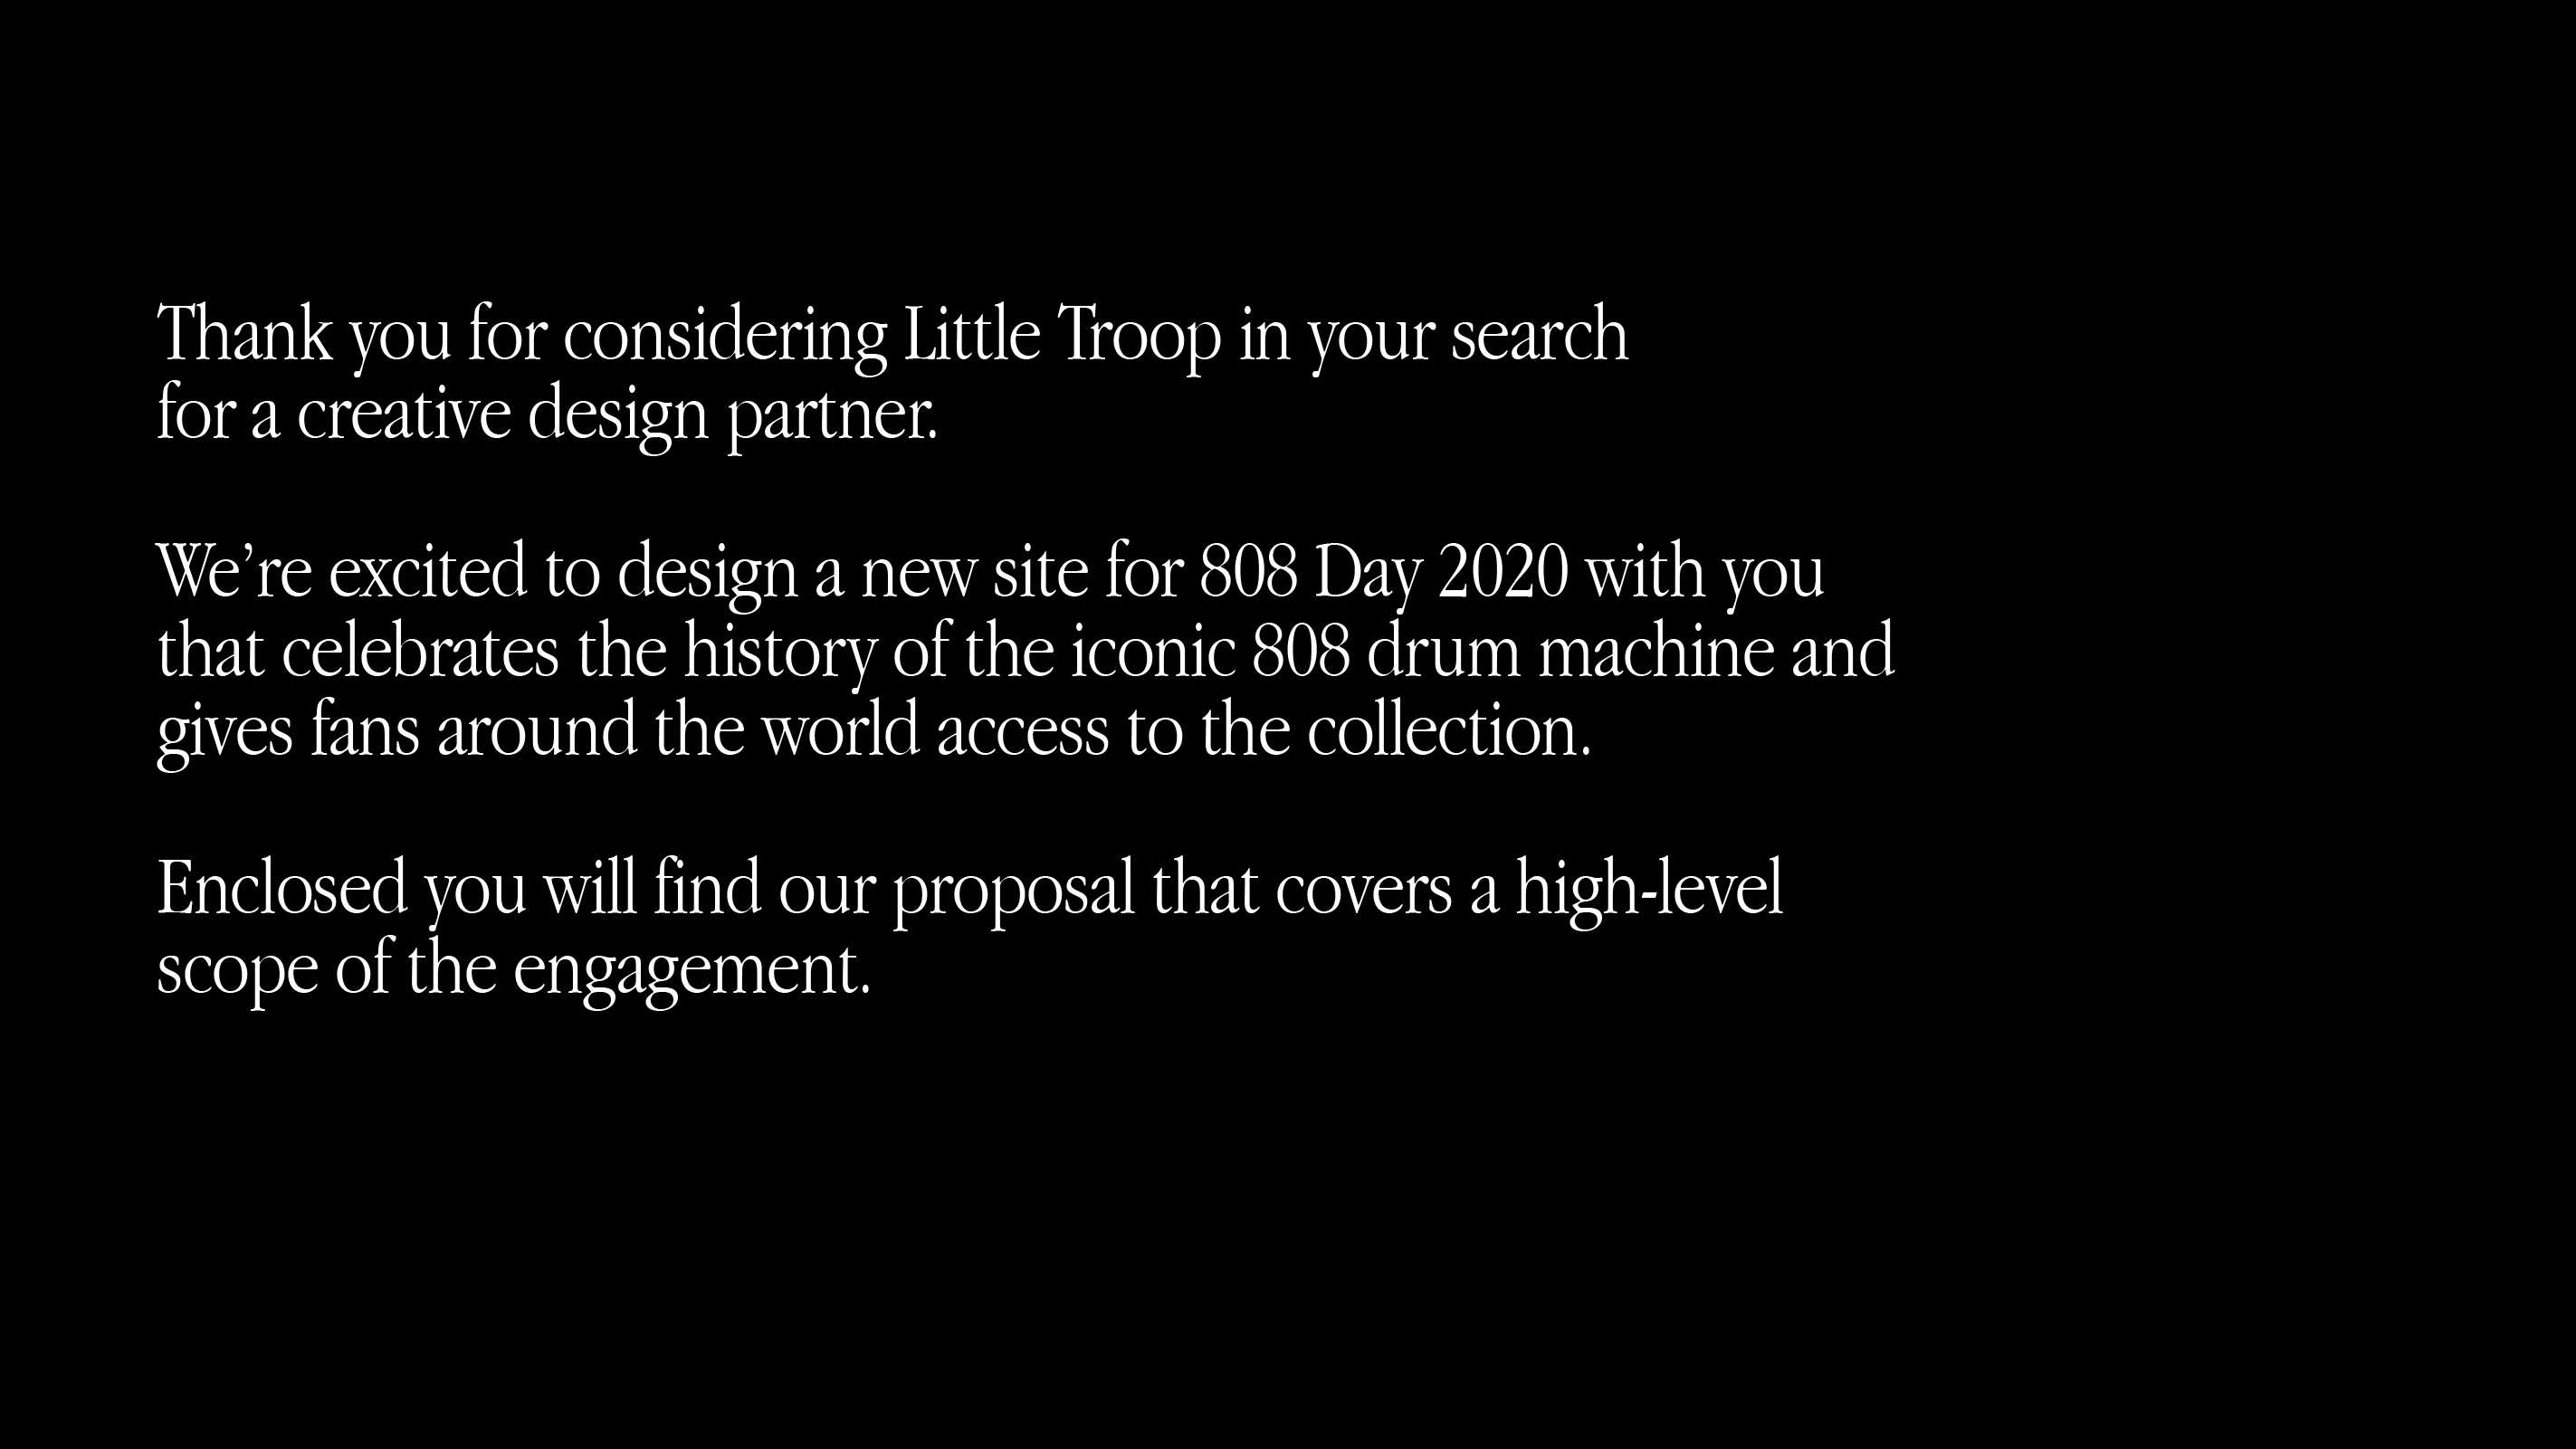 Thank you for considering Little Troop in your search
for a creative design partner.
We’re excited to design a new site for 808 Day 2020 with you
that celebrates the history of the iconic 808 drum machine and
gives fans around the world access to the collection.
Enclosed you will find our proposal that covers a high-level
scope of the engagement.